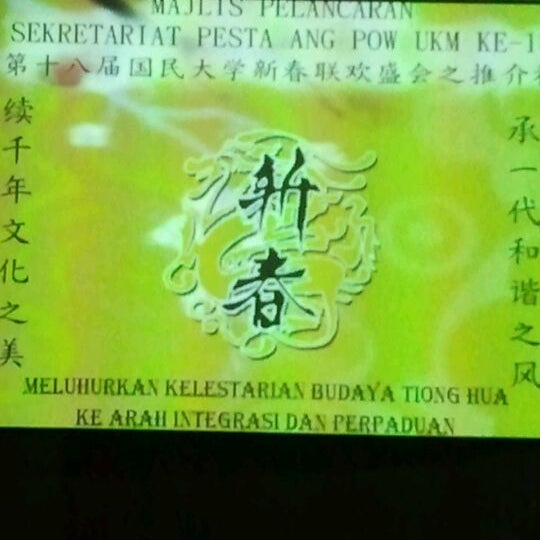 MAJLIS PELANCARAN
SEKRETARIAT PESTA ANG POW UKM KE-1
第十八届国民大学新春联欢盛会之推介
续千年文化之美
承一代和谐之风
新春
MELUHURKAN KELESTARIAN BUDAYA TIONG HUA
KE ARAH INTEGRASI DAN PERPADUAN